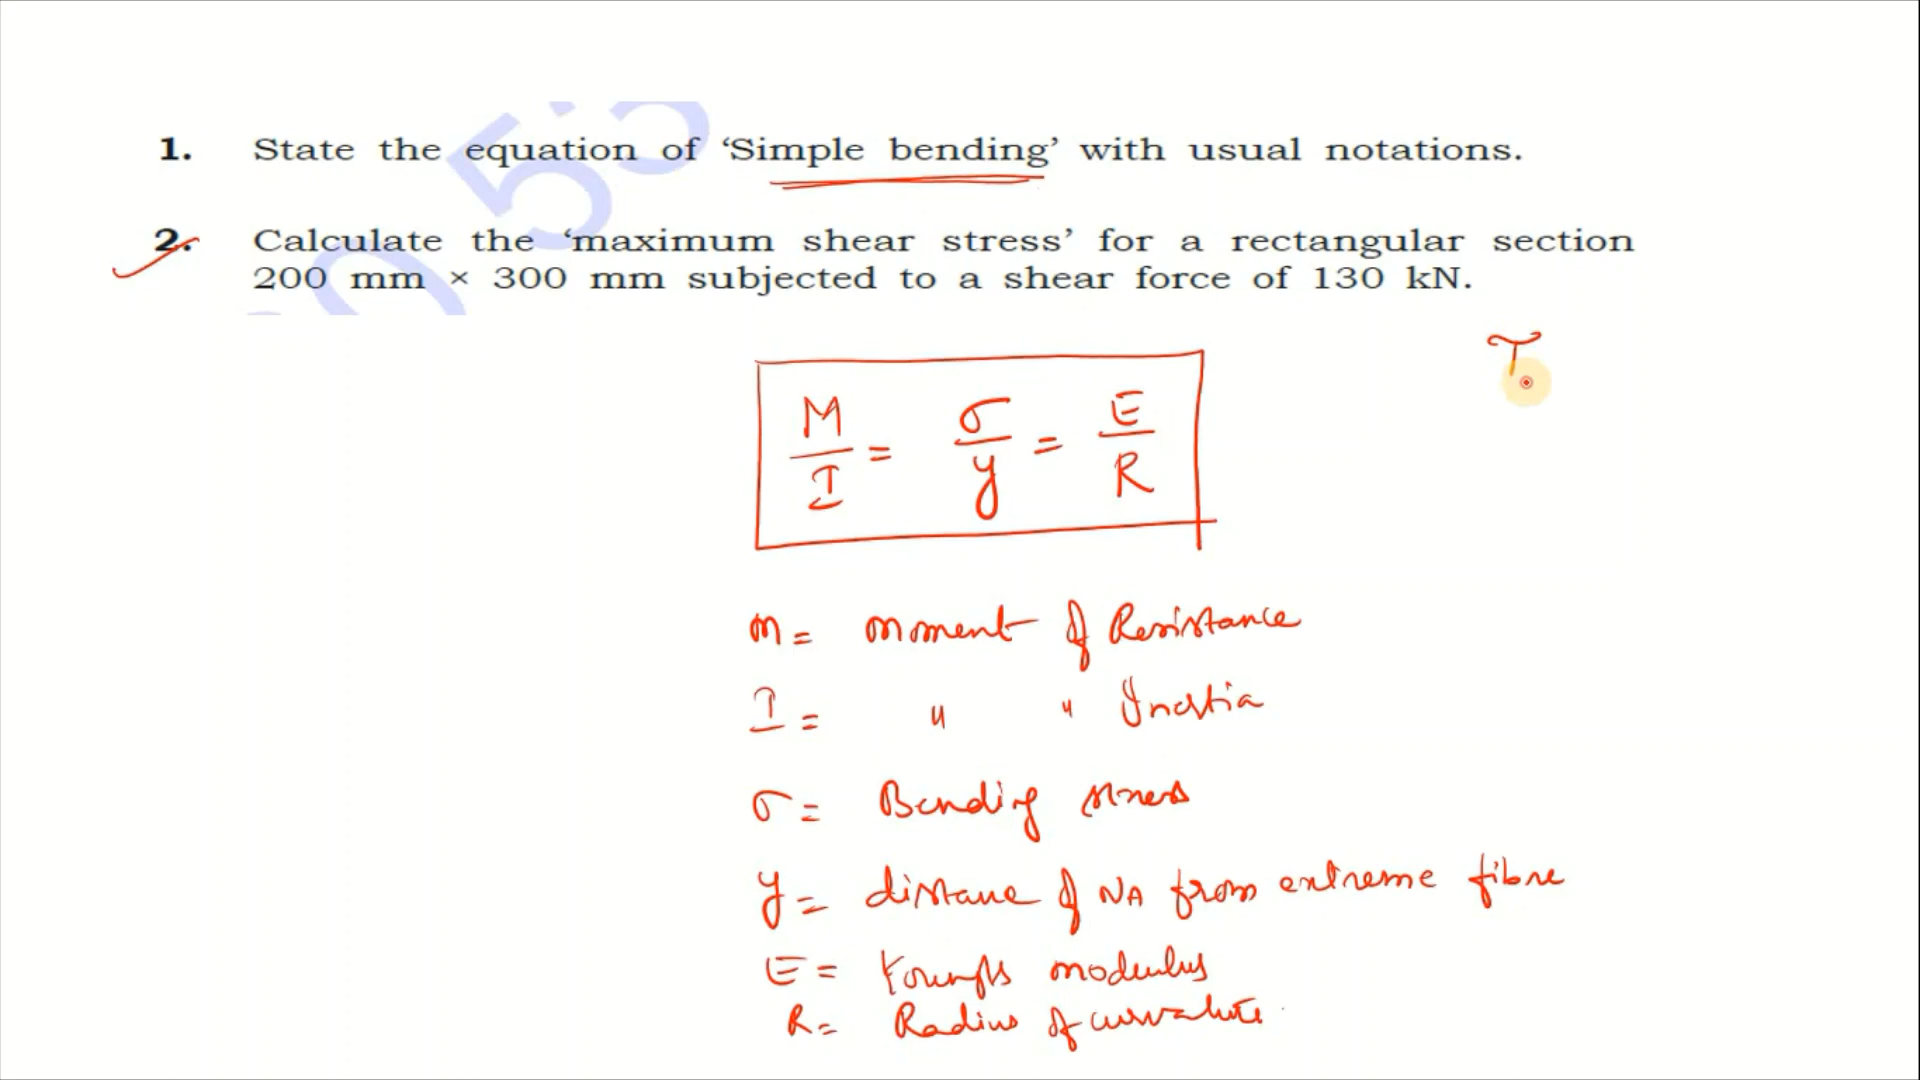 1. State the equation of ‘Simple bending’ with usual notations.
2. Calculate the ‘maximum shear stress’ for a rectangular section
200 mm × 300 mm subjected to a shear force of 130 kN.
τ
M/I = σ/y = E/R
M = Moment of Resistance
I = " " Inertia
σ = Bending stress
y = distance of NA from extreme fibre
E = Young's modulus
R = Radius of curvature.